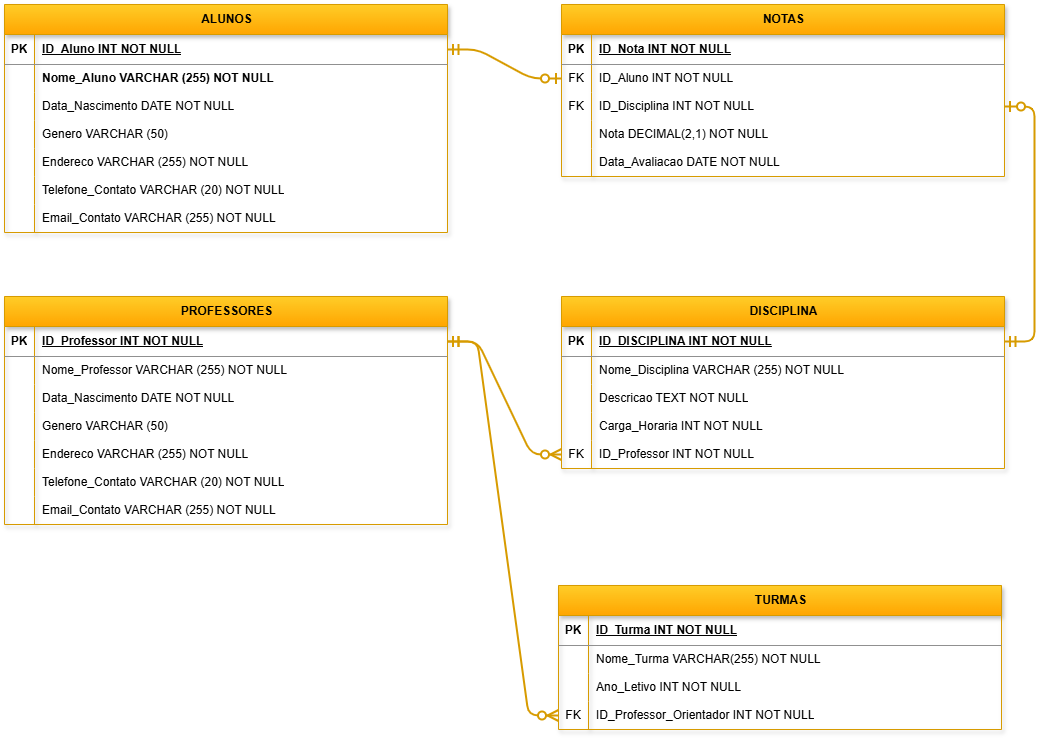 ALUNOS
PK ID_Aluno INT NOT NULL
Nome_Aluno VARCHAR (255) NOT NULL
Data_Nascimento DATE NOT NULL
Genero VARCHAR (50)
Endereco VARCHAR (255) NOT NULL
Telefone_Contato VARCHAR (20) NOT NULL
Email_Contato VARCHAR (255) NOT NULL
NOTAS
PK ID_Nota INT NOT NULL
FK ID_Aluno INT NOT NULL
FK ID_Disciplina INT NOT NULL
Nota DECIMAL(2,1) NOT NULL
Data_Avaliacao DATE NOT NULL
PROFESSORES
PK ID_Professor INT NOT NULL
Nome_Professor VARCHAR (255) NOT NULL
Data_Nascimento DATE NOT NULL
Genero VARCHAR (50)
Endereco VARCHAR (255) NOT NULL
Telefone_Contato VARCHAR (20) NOT NULL
Email_Contato VARCHAR (255) NOT NULL
DISCIPLINA
PK ID_DISCIPLINA INT NOT NULL
Nome_Disciplina VARCHAR (255) NOT NULL
Descricao TEXT NOT NULL
Carga_Horaria INT NOT NULL
FK ID_Professor INT NOT NULL
TURMAS
PK ID_Turma INT NOT NULL
Nome_Turma VARCHAR(255) NOT NULL
Ano_Letivo INT NOT NULL
FK ID_Professor_Orientador INT NOT NULL